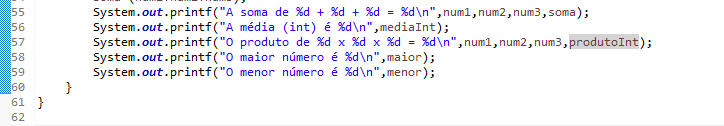 55 System.out.printf("A soma de %d + %d + %d = %d\n",num1,num2,num3,soma);
56 System.out.printf("A média (int) é %d\n",mediaInt);
57 System.out.printf("O produto de %d x %d x %d = %d\n",num1,num2,num3,produtoInt);
58 System.out.printf("O maior número é %d\n",maior);
59 System.out.printf("O menor número é %d\n",menor);
60 }
61 }
62